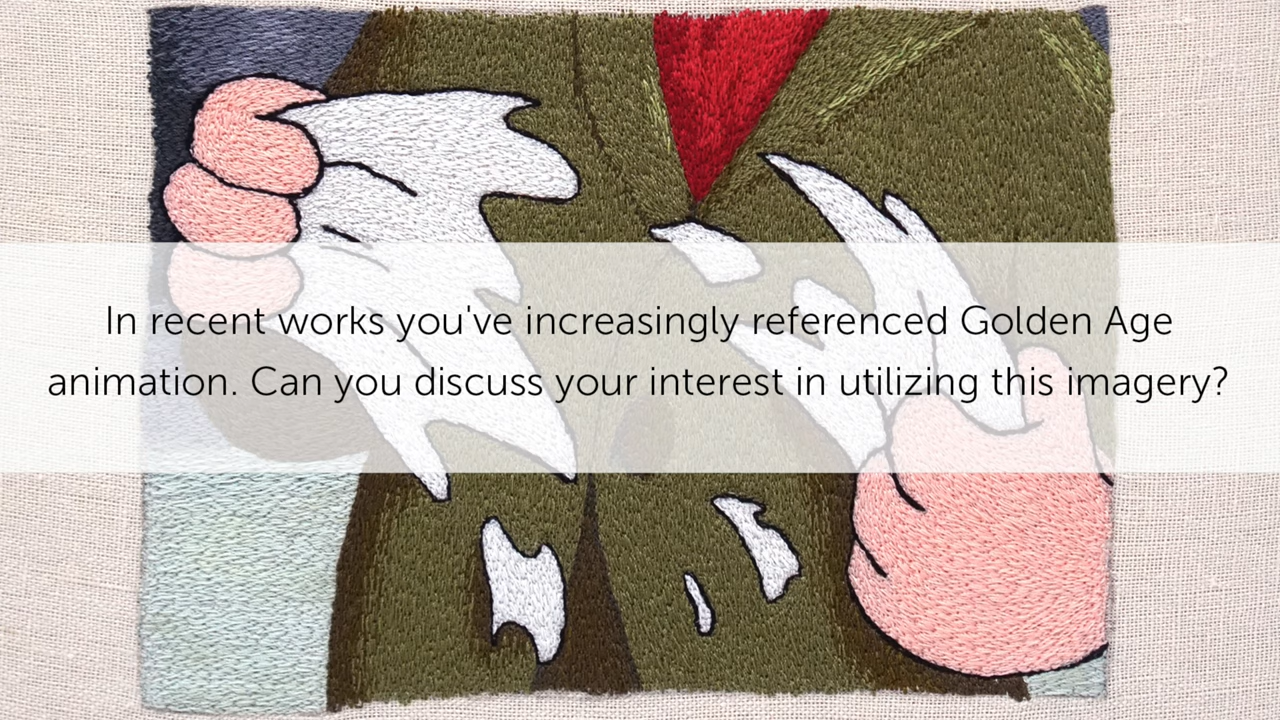 In recent works you've increasingly referenced Golden Age
animation. Can you discuss your interest in utilizing this imagery?